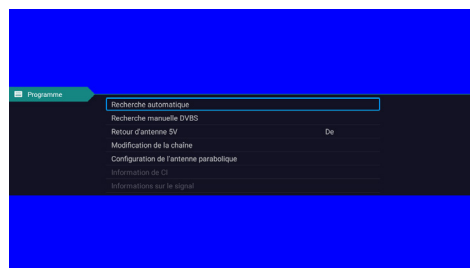 Programme
Recherche automatique
Recherche manuelle DVBS
Retour d'antenne 5V De
Modification de la chaîne
Configuration de l'antenne parabolique
Information de CI
Informations sur le signal